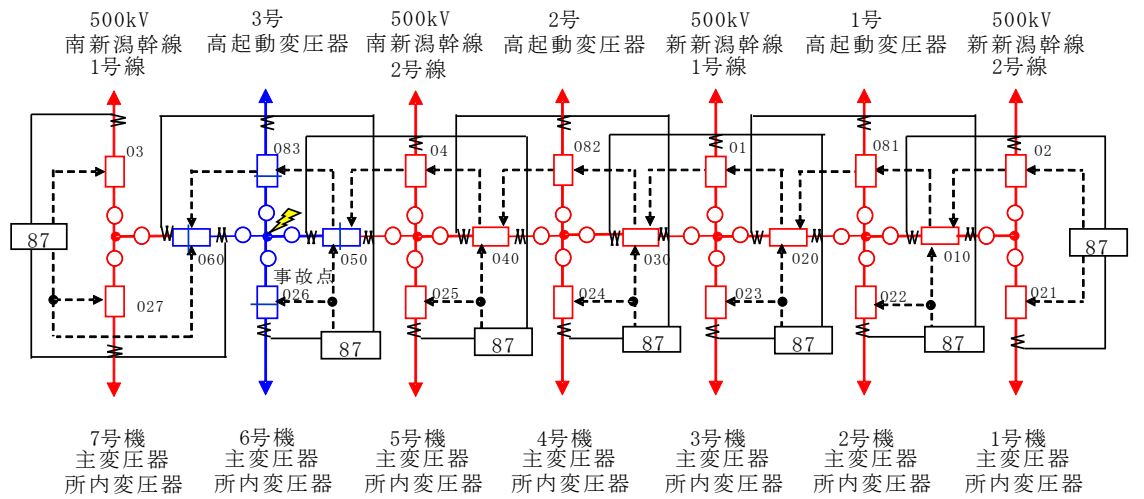 500kV
南新潟幹線
1号線
3号
高起動変圧器
500kV
南新潟幹線
2号線
2号
高起動変圧器
500kV
新新潟幹線
1号線
1号
高起動変圧器
500kV
新新潟幹線
2号線
03
083
04
082
01
081
02
87
060
050
040
030
020
010
87
事故点
027
026
025
024
023
022
021
87
87
87
87
87
7号機
主変圧器
所内変圧器
6号機
主変圧器
所内変圧器
5号機
主変圧器
所内変圧器
4号機
主変圧器
所内変圧器
3号機
主変圧器
所内変圧器
2号機
主変圧器
所内変圧器
1号機
主変圧器
所内変圧器